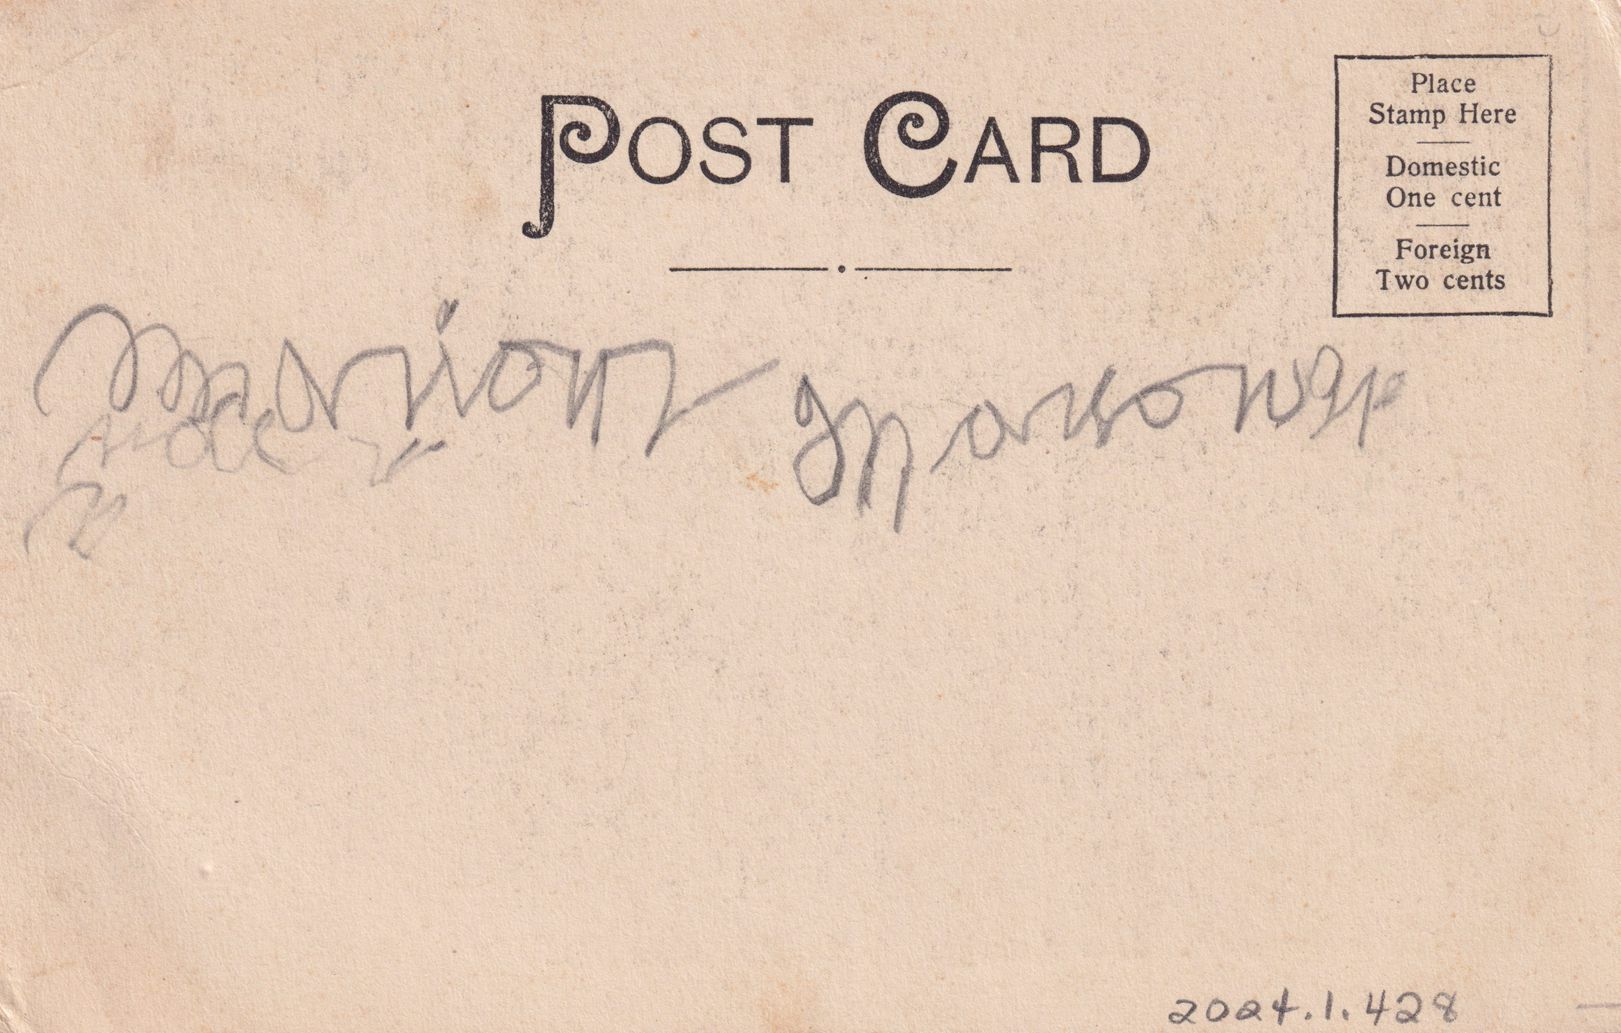 POST CARD
Place
Stamp Here
Domestic
One cent
Foreign
Two cents
Marion
2024.1.428